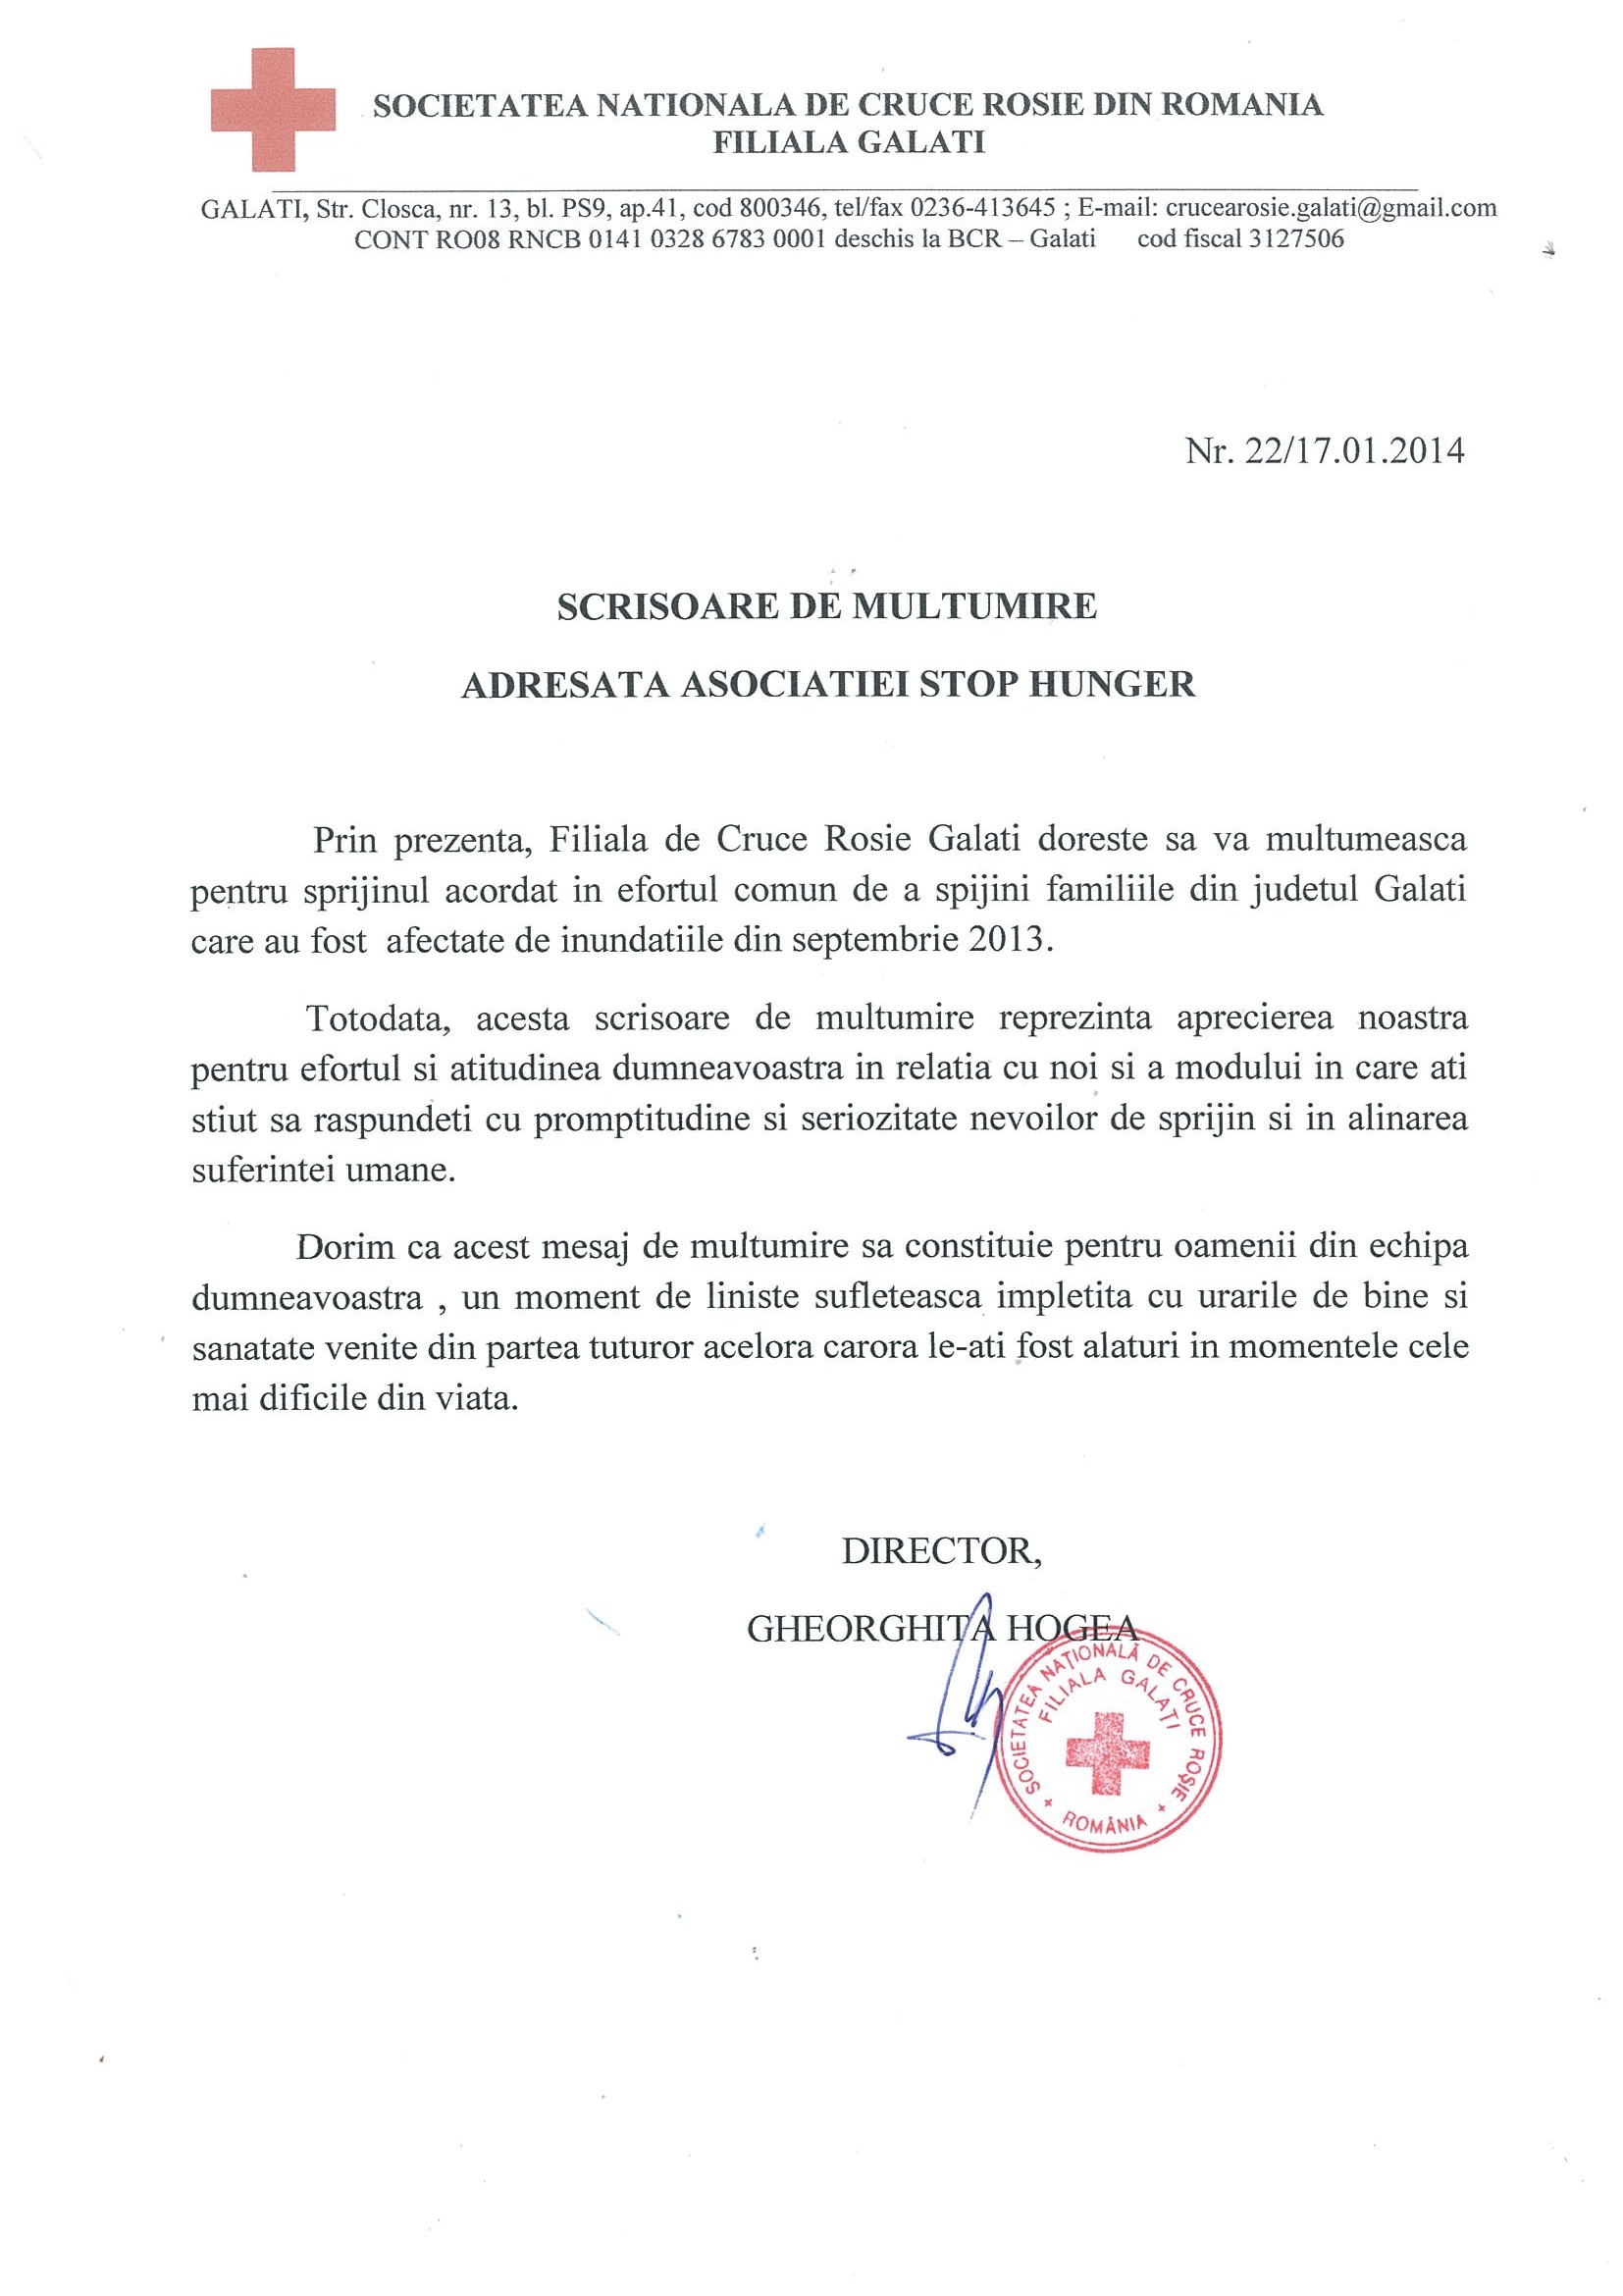 SOCIETATEA NATIONALA DE CRUCE ROSIE DIN ROMANIA
FILIALA GALATI
GALATI, Str. Closca, nr. 13, bl. PS9, ap.41, cod 800346, tel/fax 0236-413645 ; E-mail: crucearosie.galati@gmail.com
CONT RO08 RNCB 0141 0328 6783 0001 deschis la BCR – Galati cod fiscal 3127506
Nr. 22/17.01.2014
SCRISOARE DE MULTUMIRE
ADRESATA ASOCIATIEI STOP HUNGER
Prin prezenta, Filiala de Cruce Rosie Galati doreste sa va multumeasca
pentru sprijinul acordat in efortul comun de a spijini familiile din judetul Galati
care au fost afectate de inundatiile din septembrie 2013.
Totodata, acesta scrisoare de multumire reprezinta aprecierea noastra
pentru efortul si atitudinea dumneavoastra in relatia cu noi si a modului in care ati
stiut sa raspundeti cu promptitudine si seriozitate nevoilor de sprijin si in alinarea
suferintei umane.
Dorim ca acest mesaj de multumire sa constituie pentru oamenii din echipa
dumneavoastra , un moment de liniste sufleteasca impletita cu urarile de bine si
sanatate venite din partea tuturor acelora carora le-ati fost alaturi in momentele cele
mai dificile din viata.
DIRECTOR,
GHEORGHITA HOGEA
SOCIETATEA NAŢIONALĂ DE CRUCE ROŞIE
FILIALA GALAŢI
ROMÂNIA